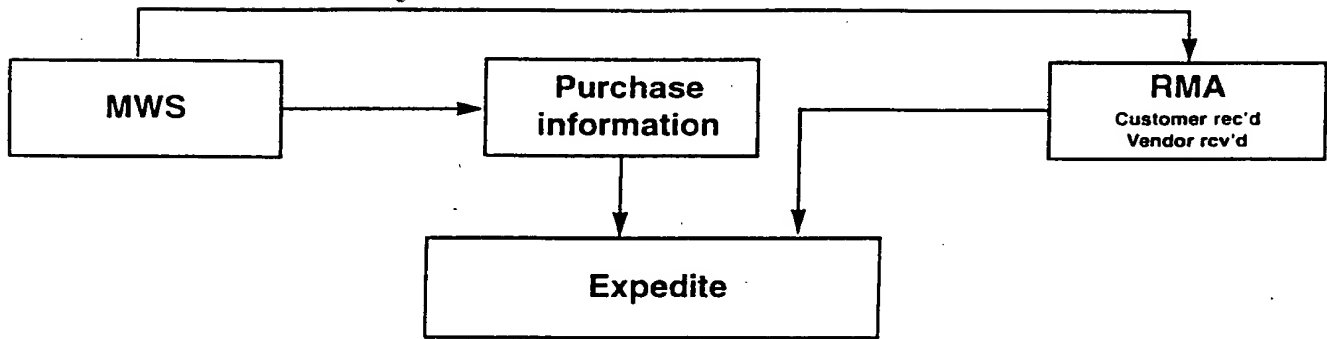 MWS
Purchase
information
RMA
Customer rec'd
Vendor rcv'd
Expedite